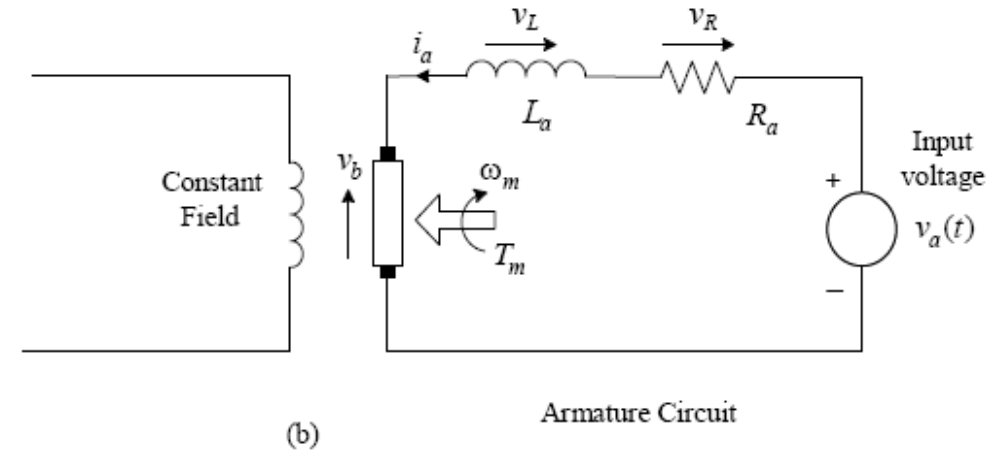 v_L
v_R
i_a
L_a
R_a
Input
voltage
v_b
ω_m
Constant
Field
+
v_a(t)
T_m
−
Armature Circuit
(b)